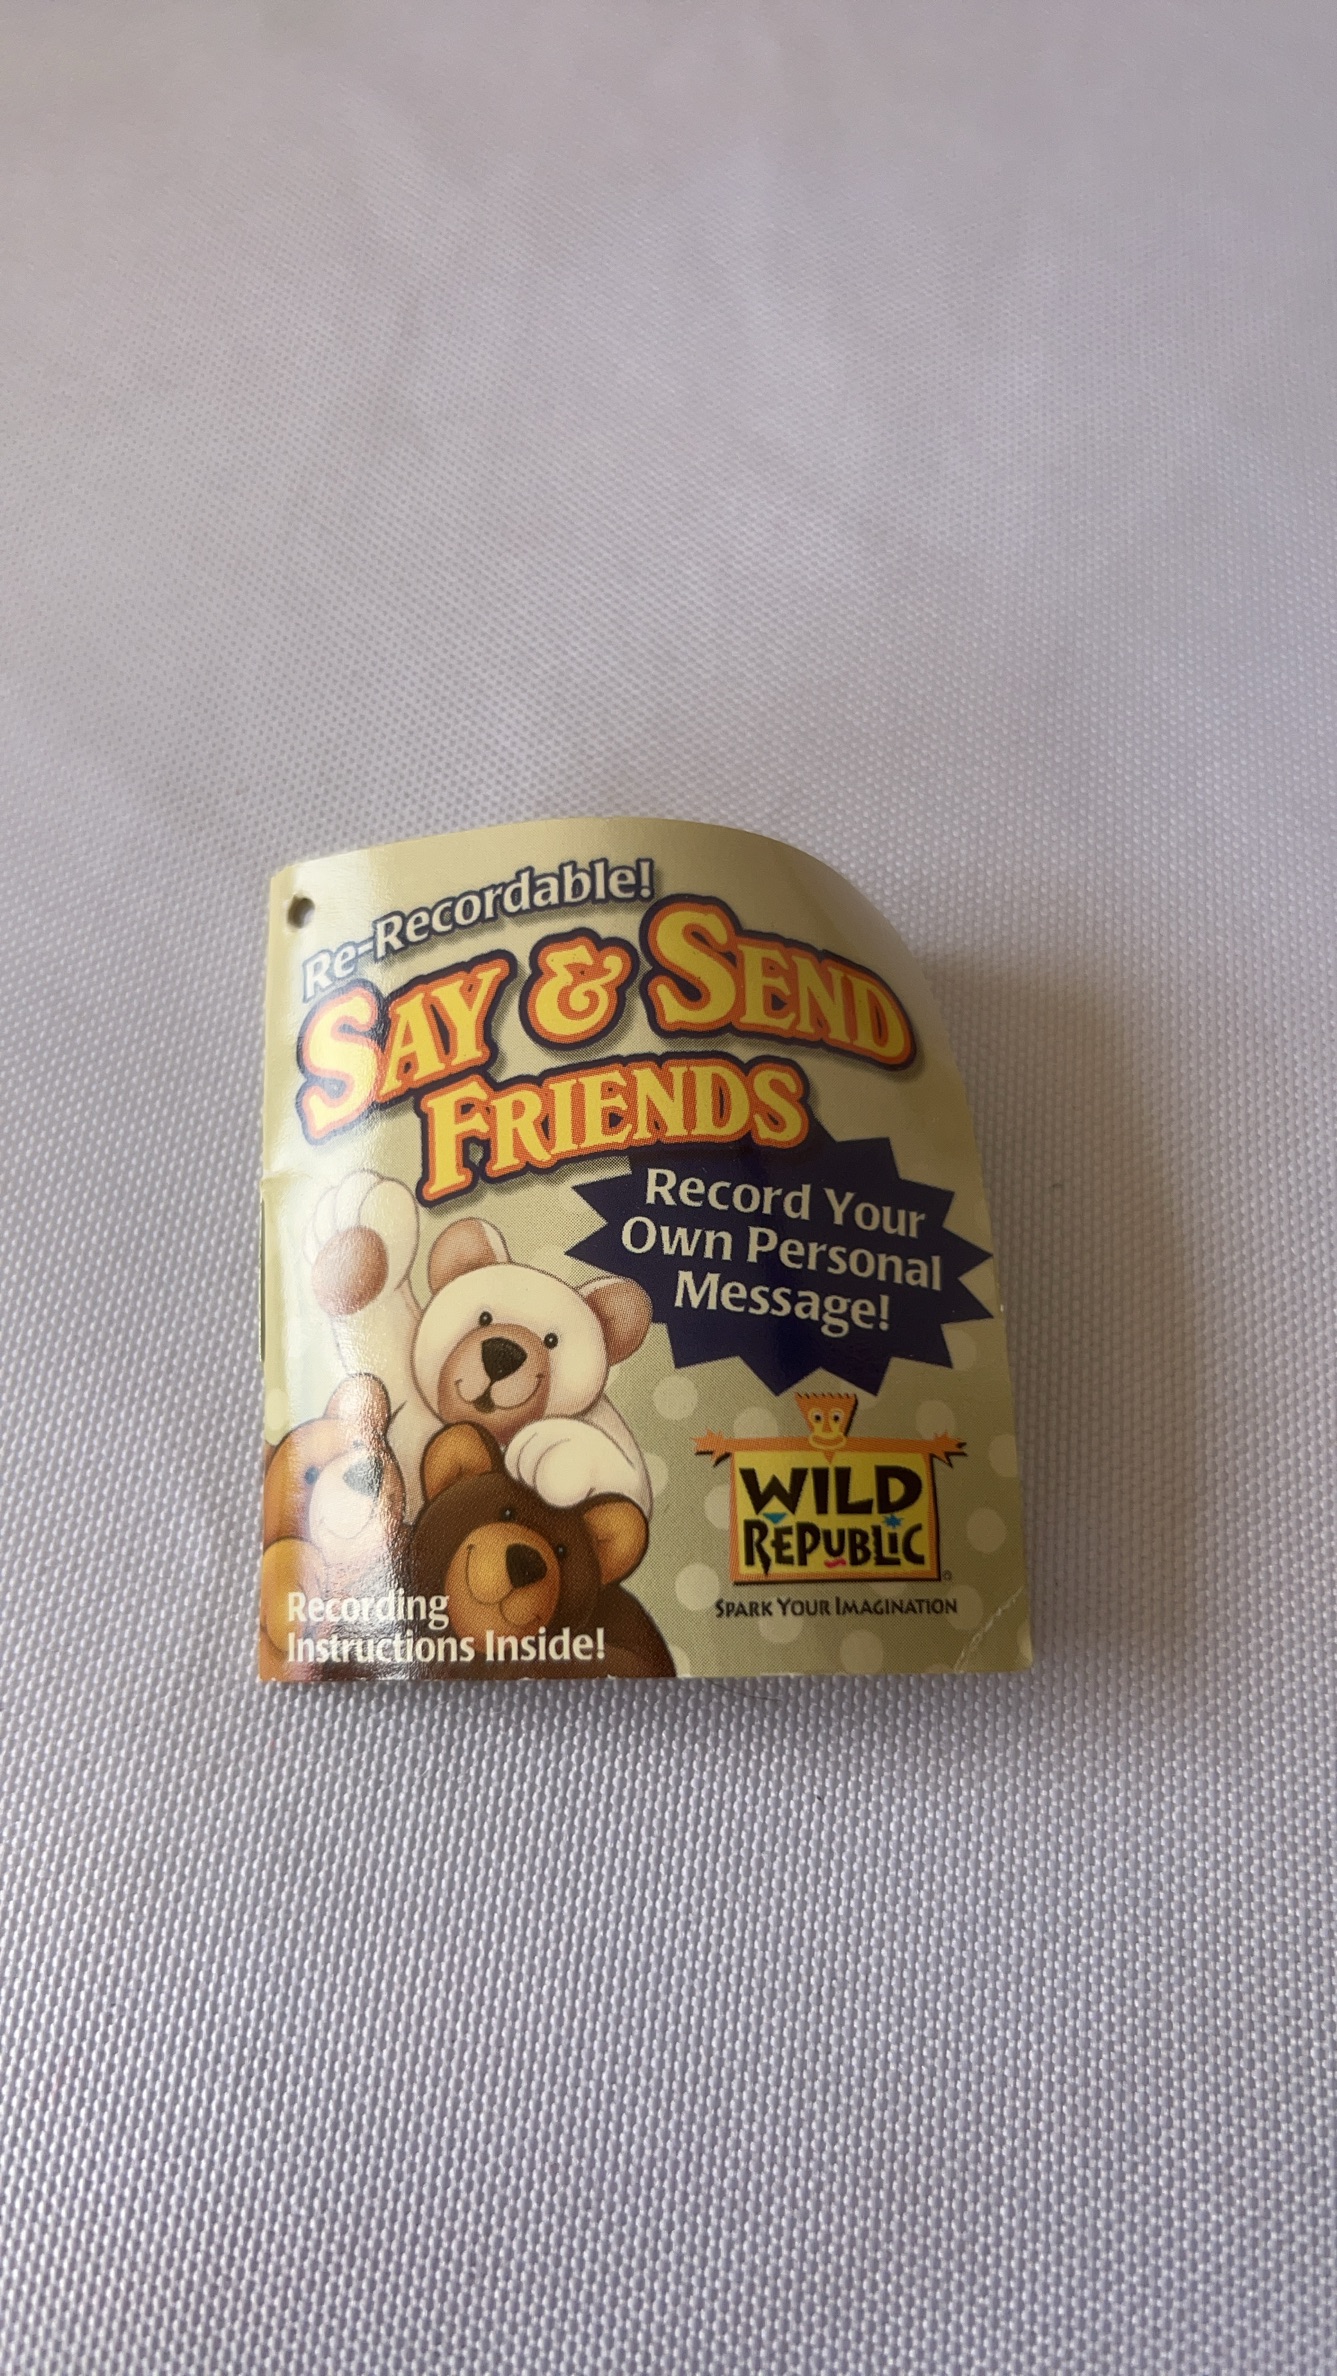 Re-Recordable!
SAY & SEND
FRIENDS
Record Your
Own Personal
Message!
WILD
REPUBLIC
SPARK YOUR IMAGINATION
Recording
Instructions Inside!